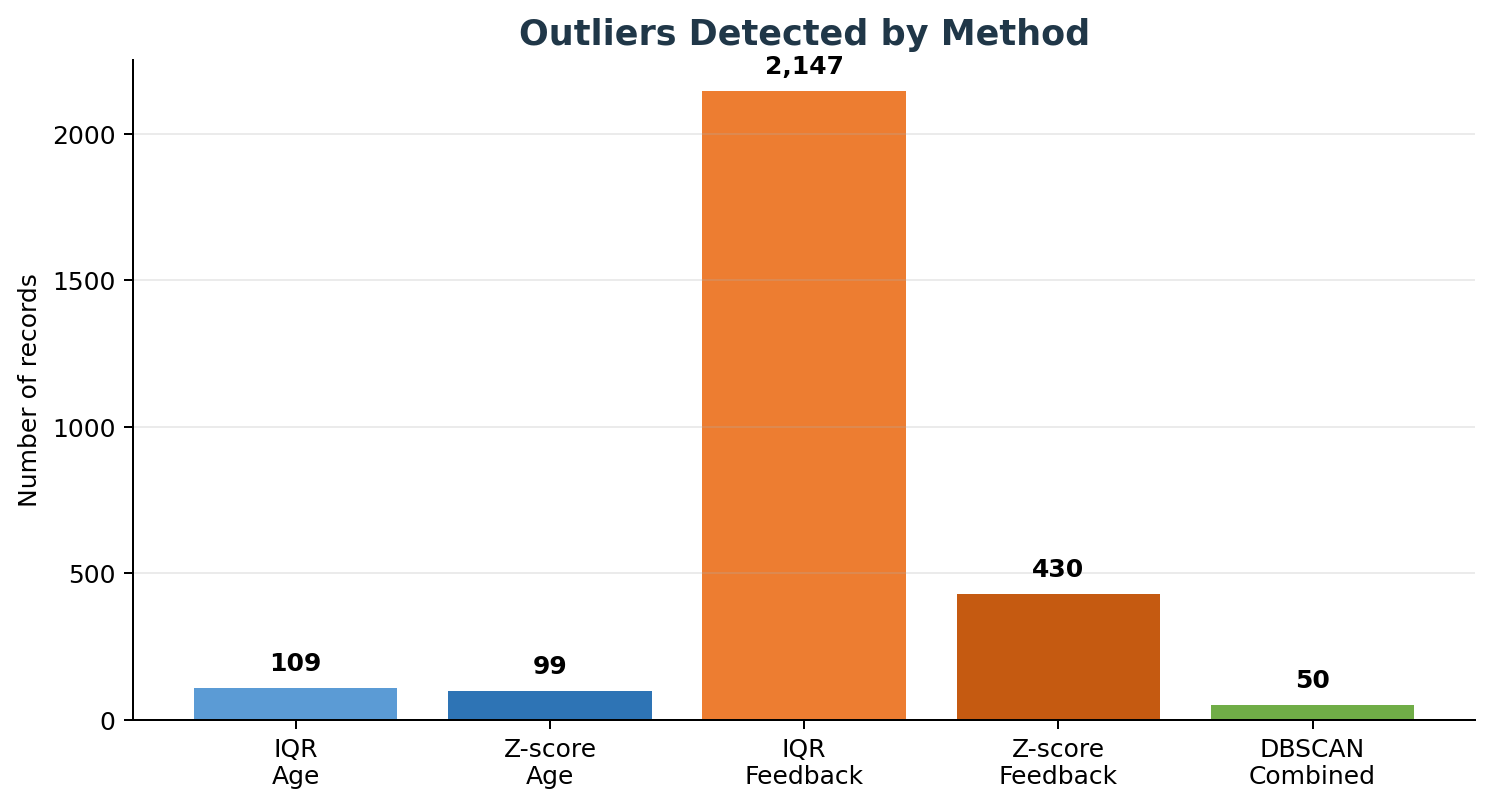 Outliers Detected by Method
2,147
2000
1500
1000
500
0
Number of records
109
99
430
50
IQR
Age
Z-score
Age
IQR
Feedback
Z-score
Feedback
DBSCAN
Combined